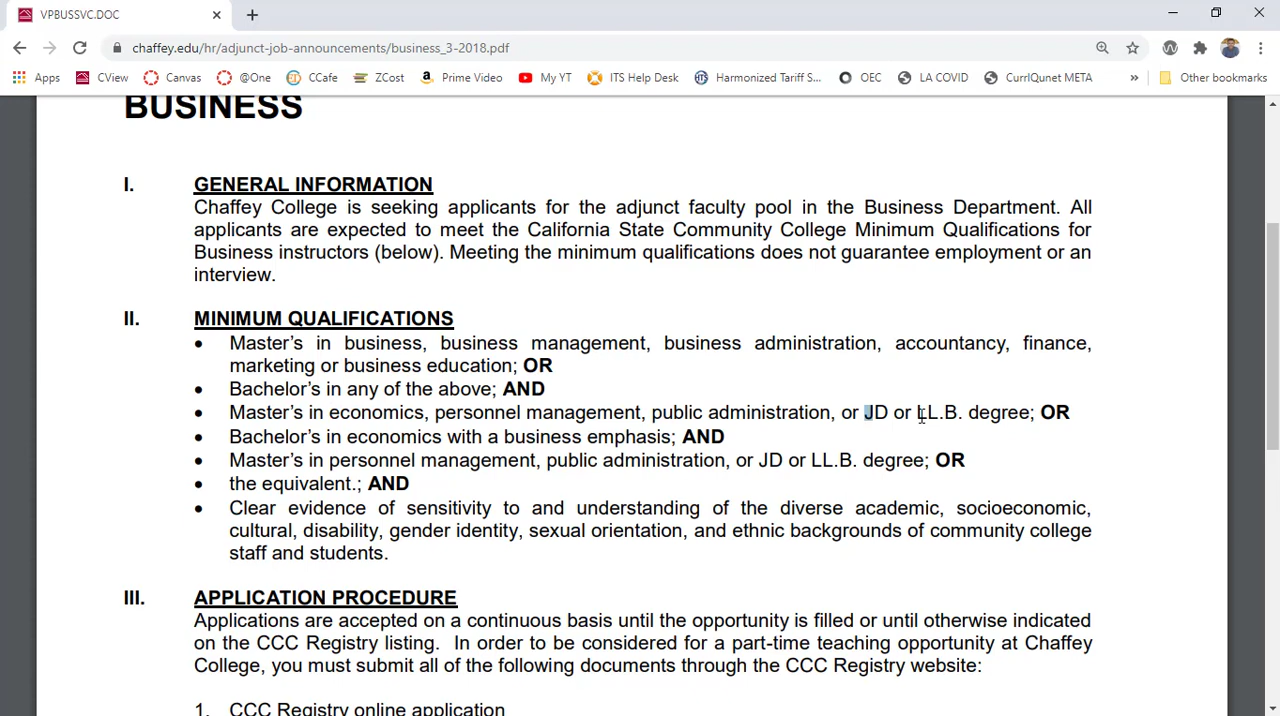 VPBUSSVC.DOC
chaffey.edu/hr/adjunct-job-announcements/business_3-2018.pdf
Apps CView Canvas @One CCafe ZCost Prime Video My YT ITS Help Desk Harmonized Tariff S... OEC LA COVID CurrIQunet META » Other bookmarks
BUSINESS
I. GENERAL INFORMATION
Chaffey College is seeking applicants for the adjunct faculty pool in the Business Department. All
applicants are expected to meet the California State Community College Minimum Qualifications for
Business instructors (below). Meeting the minimum qualifications does not guarantee employment or an
interview.
II. MINIMUM QUALIFICATIONS
• Master's in business, business management, business administration, accountancy, finance,
marketing or business education; OR
• Bachelor's in any of the above; AND
• Master's in economics, personnel management, public administration, or JD or LL.B. degree; OR
• Bachelor's in economics with a business emphasis; AND
• Master's in personnel management, public administration, or JD or LL.B. degree; OR
• the equivalent.; AND
• Clear evidence of sensitivity to and understanding of the diverse academic, socioeconomic,
cultural, disability, gender identity, sexual orientation, and ethnic backgrounds of community college
staff and students.
III. APPLICATION PROCEDURE
Applications are accepted on a continuous basis until the opportunity is filled or until otherwise indicated
on the CCC Registry listing. In order to be considered for a part-time teaching opportunity at Chaffey
College, you must submit all of the following documents through the CCC Registry website:
1. CCC Registry online application